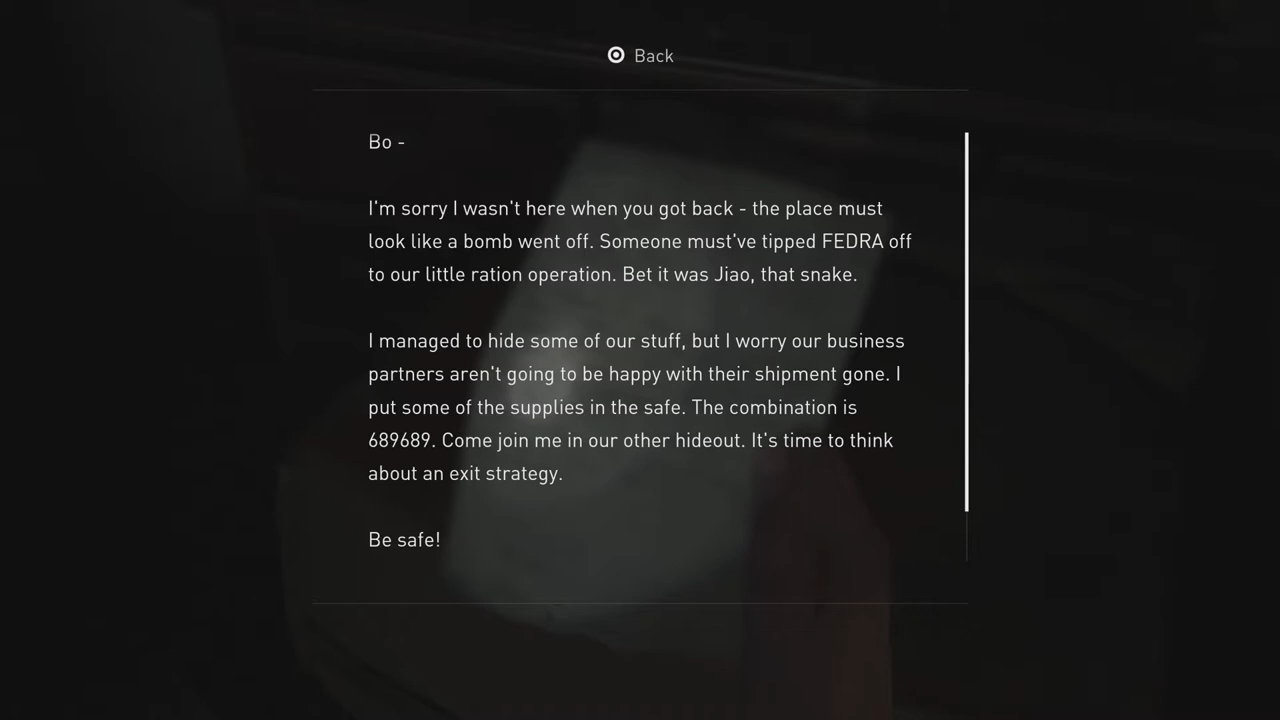 Back
Bo -
I'm sorry I wasn't here when you got back - the place must
look like a bomb went off. Someone must've tipped FEDRA off
to our little ration operation. Bet it was Jiao, that snake.
I managed to hide some of our stuff, but I worry our business
partners aren't going to be happy with their shipment gone. I
put some of the supplies in the safe. The combination is
689689. Come join me in our other hideout. It's time to think
about an exit strategy.
Be safe!